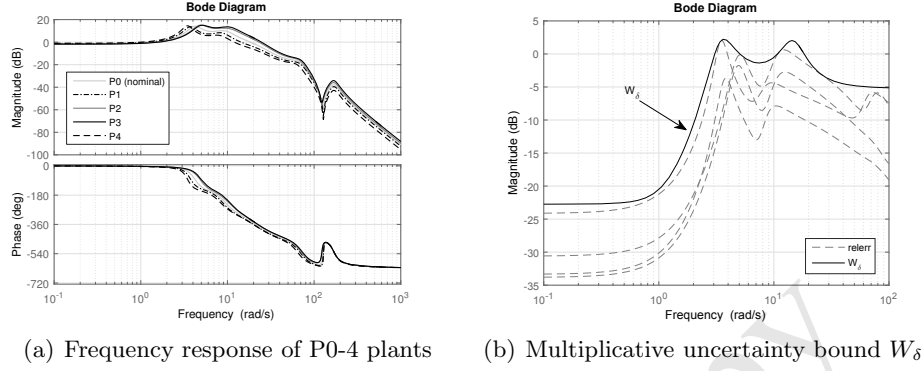 Bode Diagram
Magnitude (dB)
20
0
-20
-40
-60
-80
-100
P0 (nominal)
P1
P2
P3
P4
Phase (deg)
0
-180
-360
-540
-720
10^-1
10^0
10^1
10^2
10^3
Frequency (rad/s)
(a) Frequency response of P0-4 plants
Bode Diagram
Magnitude (dB)
5
0
-5
-10
-15
-20
-25
-30
-35
W_δ
relerr
W_δ
10^-1
10^0
10^1
10^2
Frequency (rad/s)
(b) Multiplicative uncertainty bound W_δ